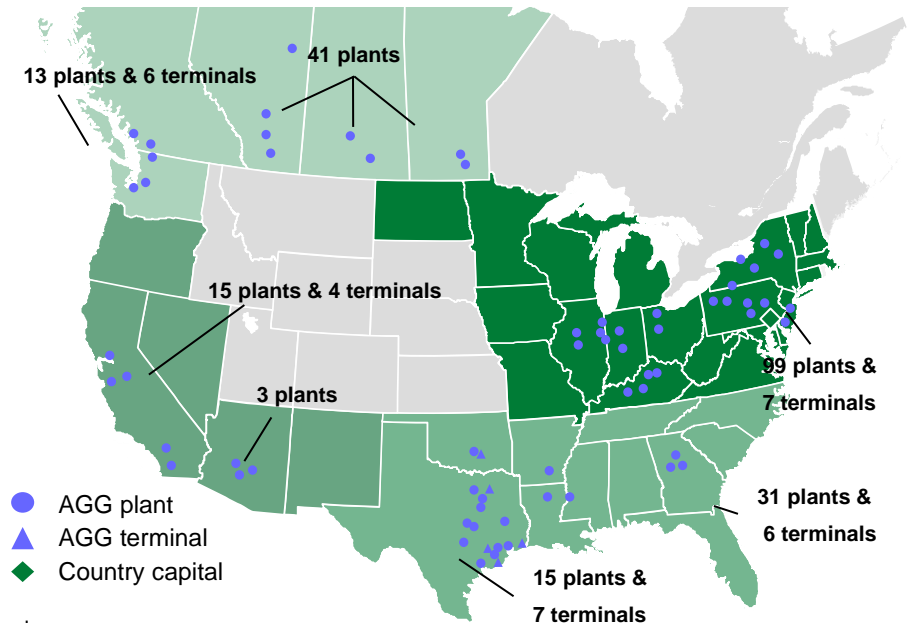 41 plants
13 plants & 6 terminals
15 plants & 4 terminals
3 plants
99 plants &
7 terminals
31 plants &
6 terminals
15 plants &
7 terminals
AGG plant
AGG terminal
Country capital